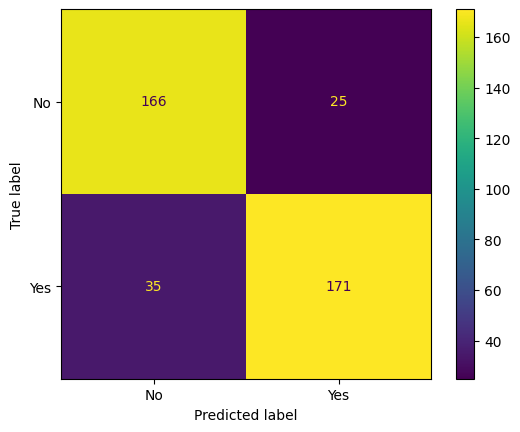 No
166
25
Yes
35
171
No
Yes
Predicted label
True label
160
140
120
100
80
60
40